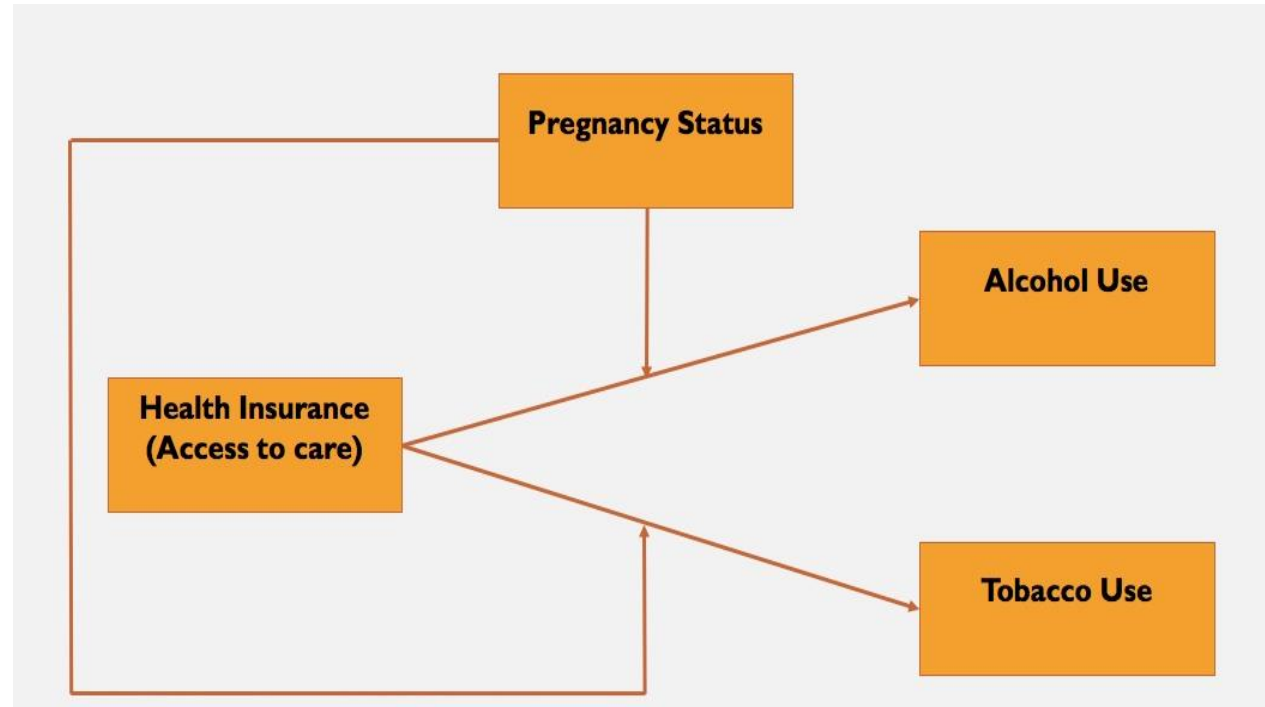 Pregnancy Status
Alcohol Use
Health Insurance
(Access to care)
Tobacco Use